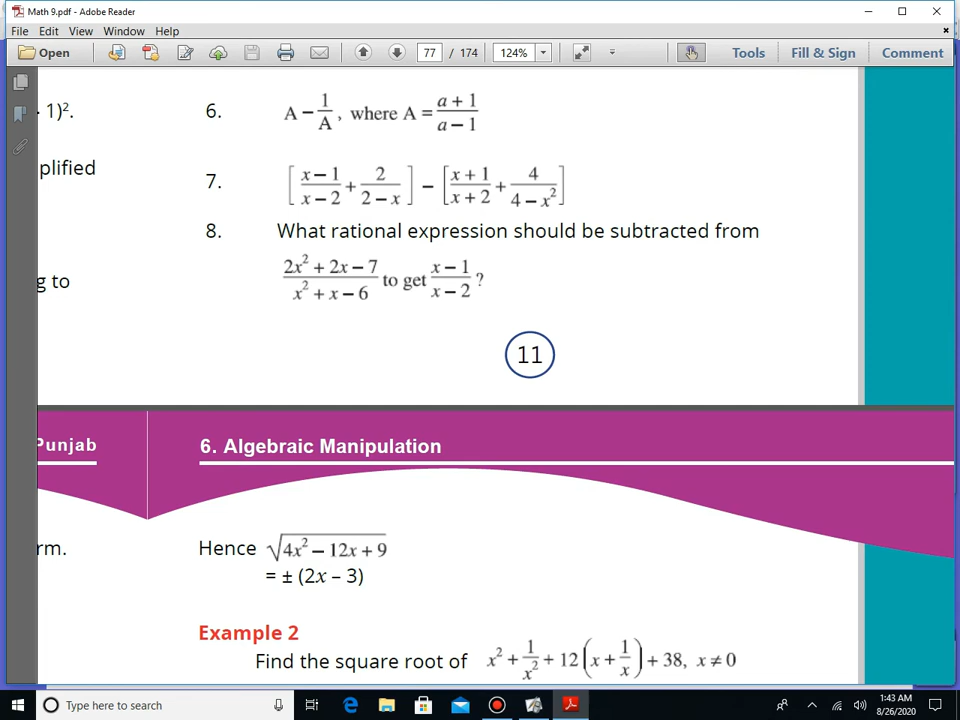 Math 9.pdf - Adobe Reader
File Edit View Window Help
Open 77 / 174 124% Tools Fill & Sign Comment
- 1)².
6. A − 1/A, where A = (a + 1)/(a − 1)
plified
7. [(x − 1)/(x − 2) + 2/(2 − x)] − [(x + 1)/(x + 2) + 4/(4 − x²)]
8. What rational expression should be subtracted from
g to
(2x² + 2x − 7)/(x² + x − 6) to get (x − 1)/(x − 2) ?
11
Punjab
6. Algebraic Manipulation
rm.
Hence √(4x² − 12x + 9)
= ± (2x – 3)
Example 2
Find the square root of x² + 1/x² + 12(x + 1/x) + 38, x ≠ 0
Type here to search
1:43 AM
8/26/2020